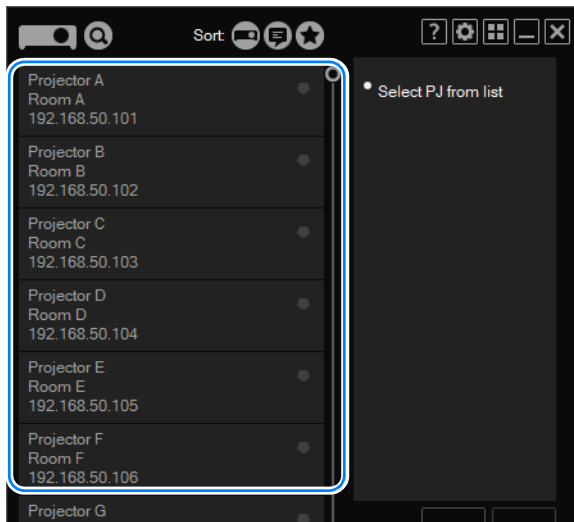 Sort:
?
Projector A
Room A
192.168.50.101
Projector B
Room B
192.168.50.102
Projector C
Room C
192.168.50.103
Projector D
Room D
192.168.50.104
Projector E
Room E
192.168.50.105
Projector F
Room F
192.168.50.106
Projector G
Select PJ from list